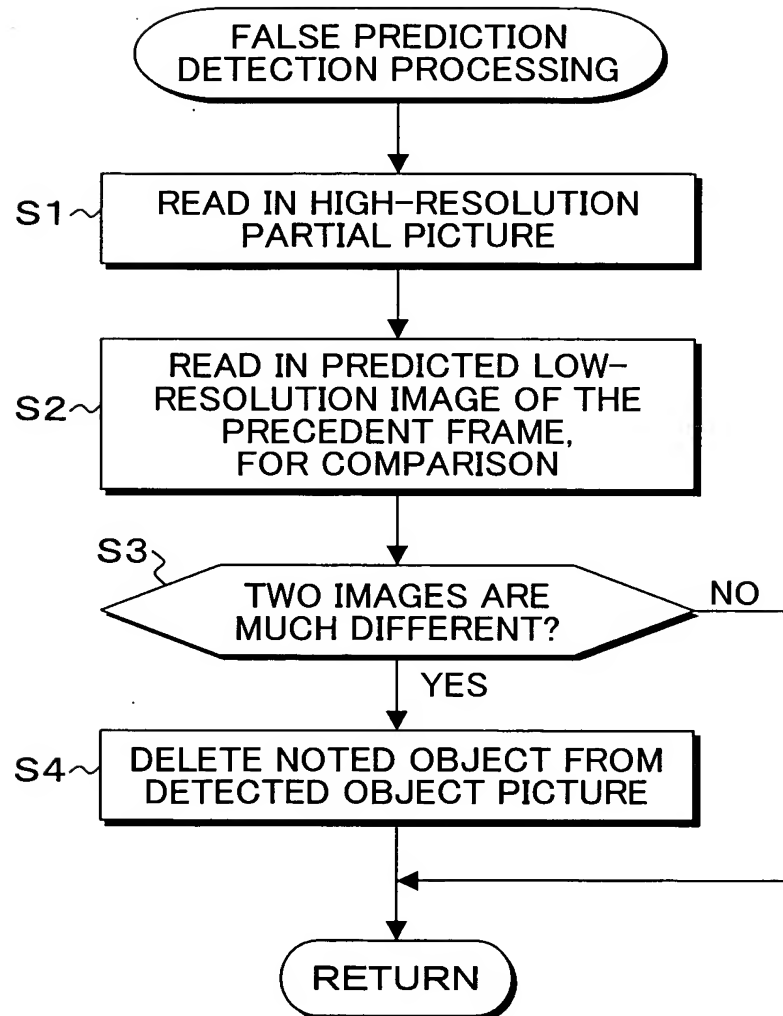 FALSE PREDICTION
DETECTION PROCESSING
S1
READ IN HIGH-RESOLUTION
PARTIAL PICTURE
S2
READ IN PREDICTED LOW-
RESOLUTION IMAGE OF THE
PRECEDENT FRAME,
FOR COMPARISON
S3
TWO IMAGES ARE
MUCH DIFFERENT?
NO
YES
S4
DELETE NOTED OBJECT FROM
DETECTED OBJECT PICTURE
RETURN